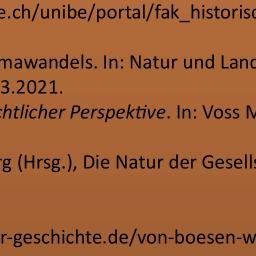 e.ch/unibe/portal/fak_historisc
mawandels. In: Natur und Land
3.2021.
chtlicher Perspektive. In: Voss M
rg (Hrsg.), Die Natur der Gesells
r-geschichte.de/von-boesen-w